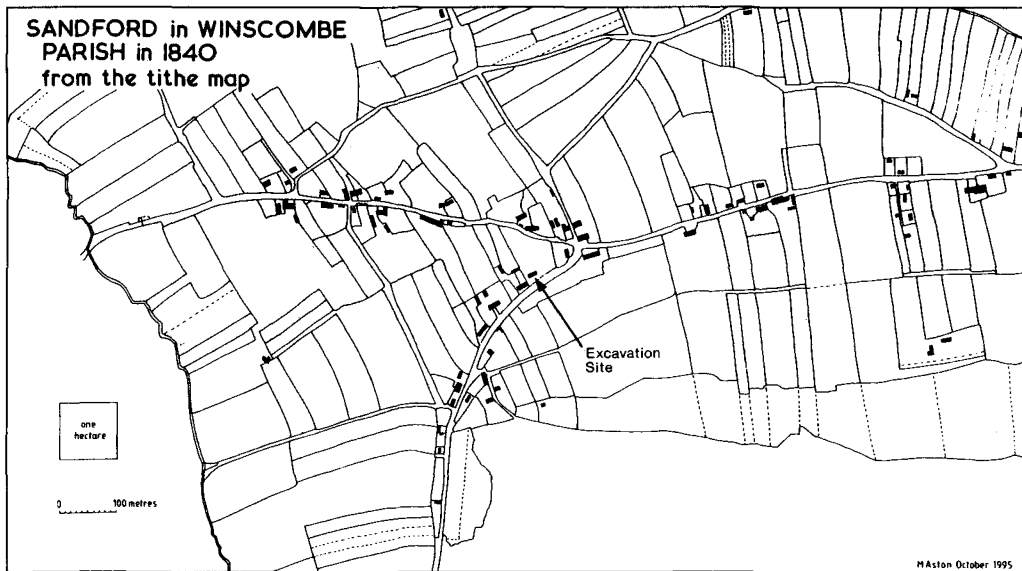 SANDFORD in WINSCOMBE
PARISH in 1840
from the tithe map
Excavation
Site
one
hectare
0 100 metres
M Aston October 1995